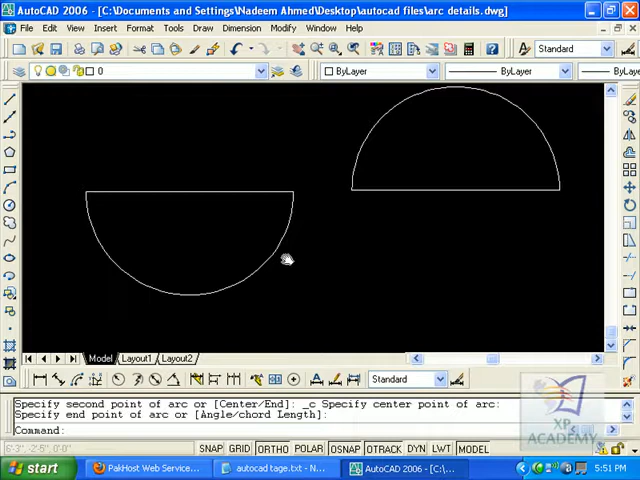 AutoCAD 2006 - [C:\Documents and Settings\Nadeem Ahmed\Desktop\autocad files\arc details.dwg]
File Edit View Insert Format Tools Draw Dimension Modify Window Help
Standard
0
ByLayer
ByLayer
ByLayer
Model Layout1 Layout2
Standard
Specify second point of arc or [Center/End]: _c Specify center point of arc:
Specify end point of arc or [Angle/chord Length]:
Command:
XP
ACADEMY
SNAP GRID ORTHO POLAR OSNAP OTRACK DYN LWT MODEL
start
PakHost Web Service...
autocad tage.txt - N...
AutoCAD 2006 - [C:\...
5:51 PM